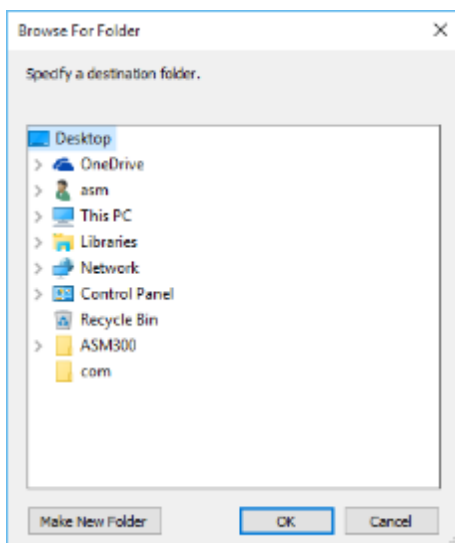 Browse For Folder
Specify a destination folder.
Desktop
OneDrive
asm
This PC
Libraries
Network
Control Panel
Recycle Bin
ASM300
com
Make New Folder OK Cancel